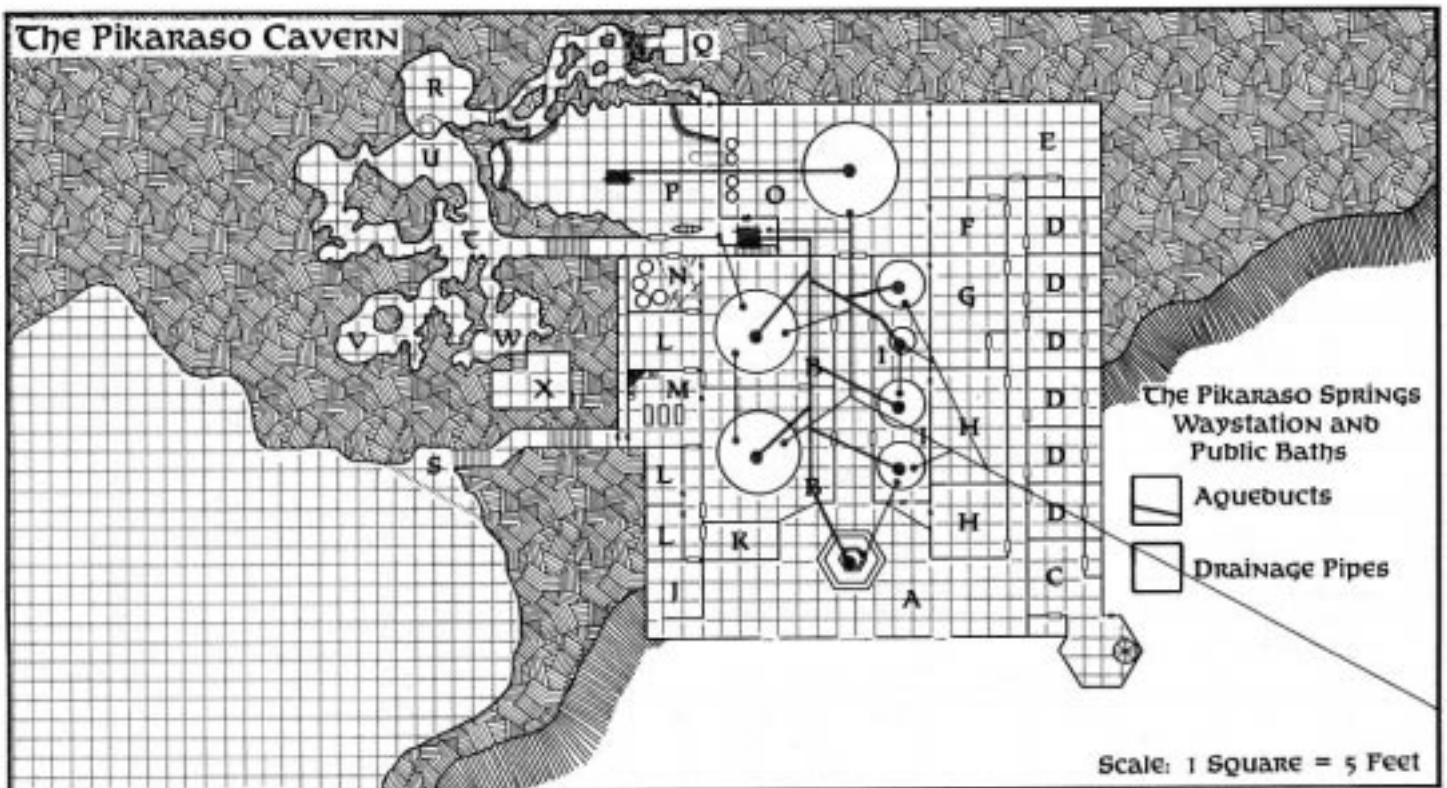 The Pikaraso Cavern
Q
R
E
U
P
O
F
D
T
N
G
D
L
I
D
V
W
B
X
M
D
I
H
S
L
D
B
L
K
H
D
J
A
C
The Pikaraso Springs
Waystation and
Public Baths
Aqueducts
Drainage Pipes
Scale: 1 Square = 5 Feet